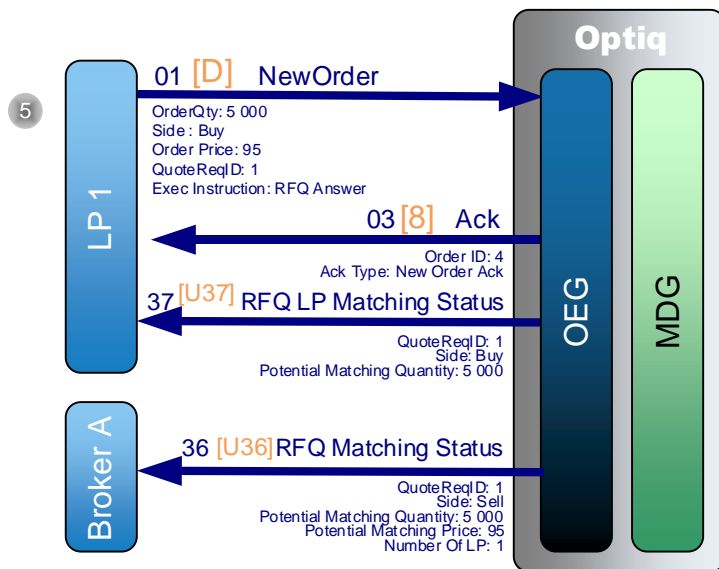 Optiq
5
LP 1
01 [D] NewOrder
OrderQty: 5 000
Side : Buy
Order Price: 95
QuoteReqID: 1
Exec Instruction: RFQ Answer
03 [8] Ack
Order ID: 4
Ack Type: New Order Ack
37 [U37] RFQ LP Matching Status
QuoteReqID: 1
Side: Buy
Potential Matching Quantity: 5 000
OEG
MDG
Broker A
36 [U36] RFQ Matching Status
QuoteReqID: 1
Side: Sell
Potential Matching Quantity: 5 000
Potential Matching Price: 95
Number Of LP: 1